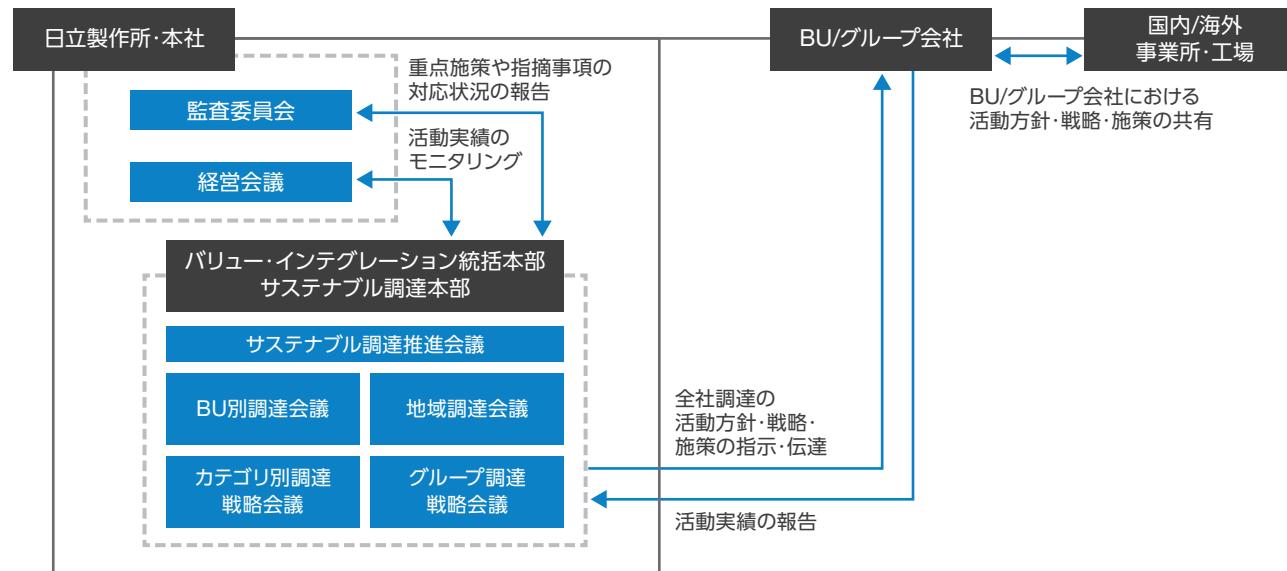 日立製作所・本社
重点施策や指摘事項の
対応状況の報告
監査委員会
活動実績の
モニタリング
経営会議
バリュー・インテグレーション統括本部
サステナブル調達本部
サステナブル調達推進会議
BU別調達会議
地域調達会議
カテゴリ別調達
戦略会議
グループ調達
戦略会議
全社調達の
活動方針・戦略・
施策の指示・伝達
活動実績の報告
BU/グループ会社
国内/海外
事業所・工場
BU/グループ会社における
活動方針・戦略・施策の共有